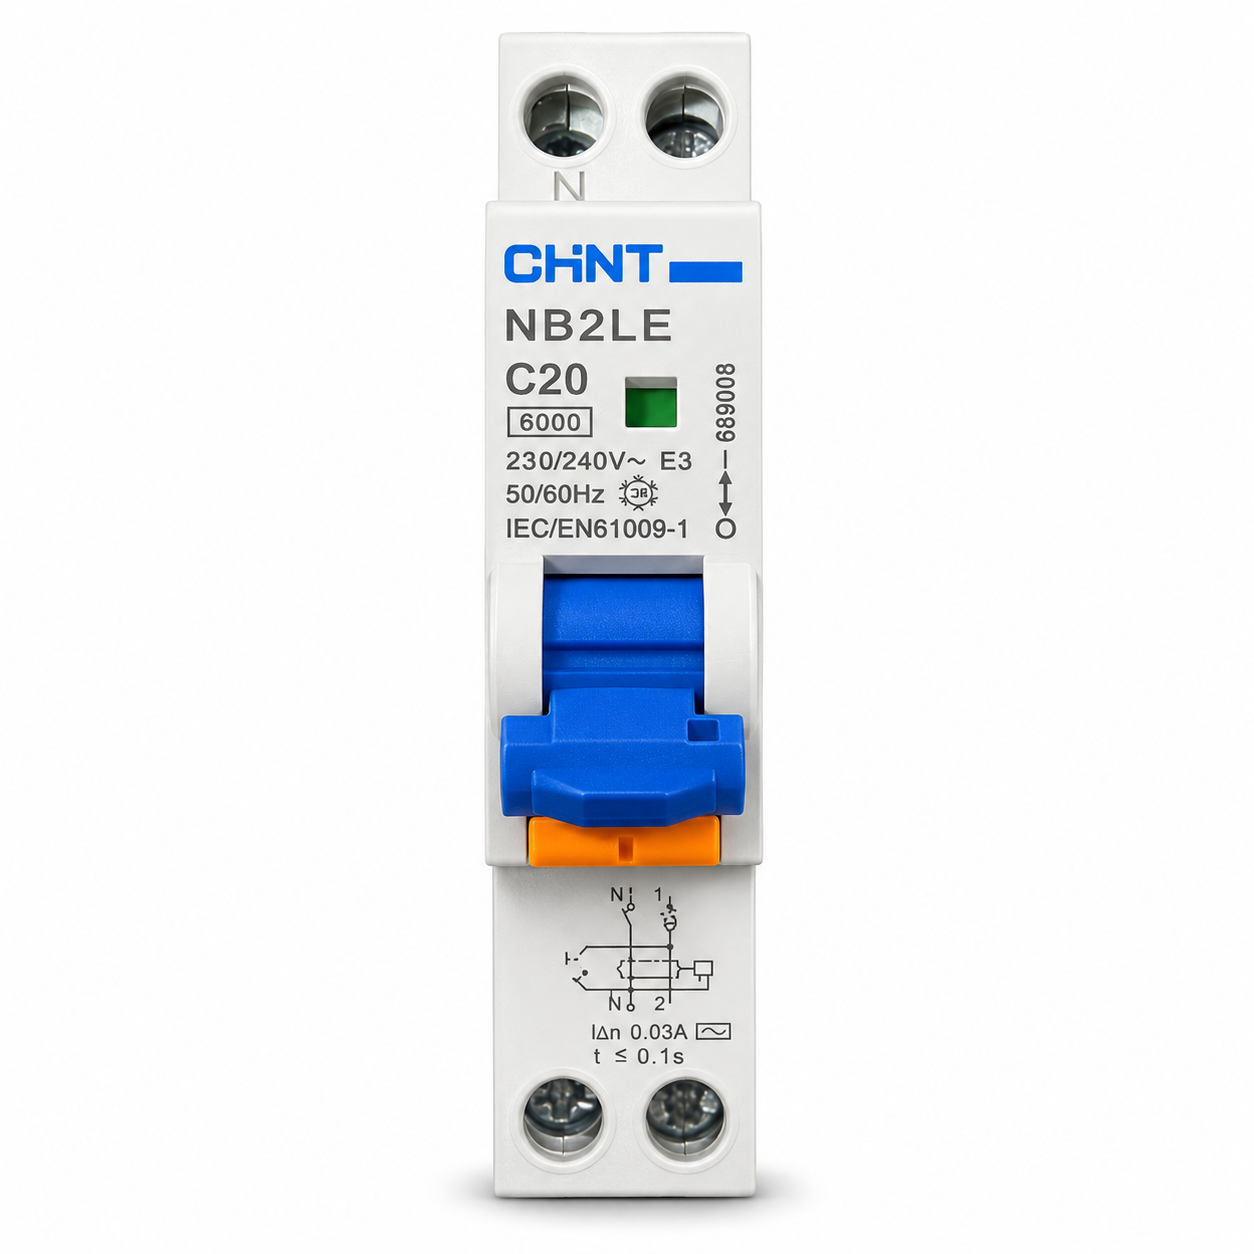 N
CHNT
NB2LE
C20
6000
689008
230/240V~ E3
50/60Hz
IEC/EN61009-1
N 1
N 2
I∆n 0.03A
t ≤ 0.1s